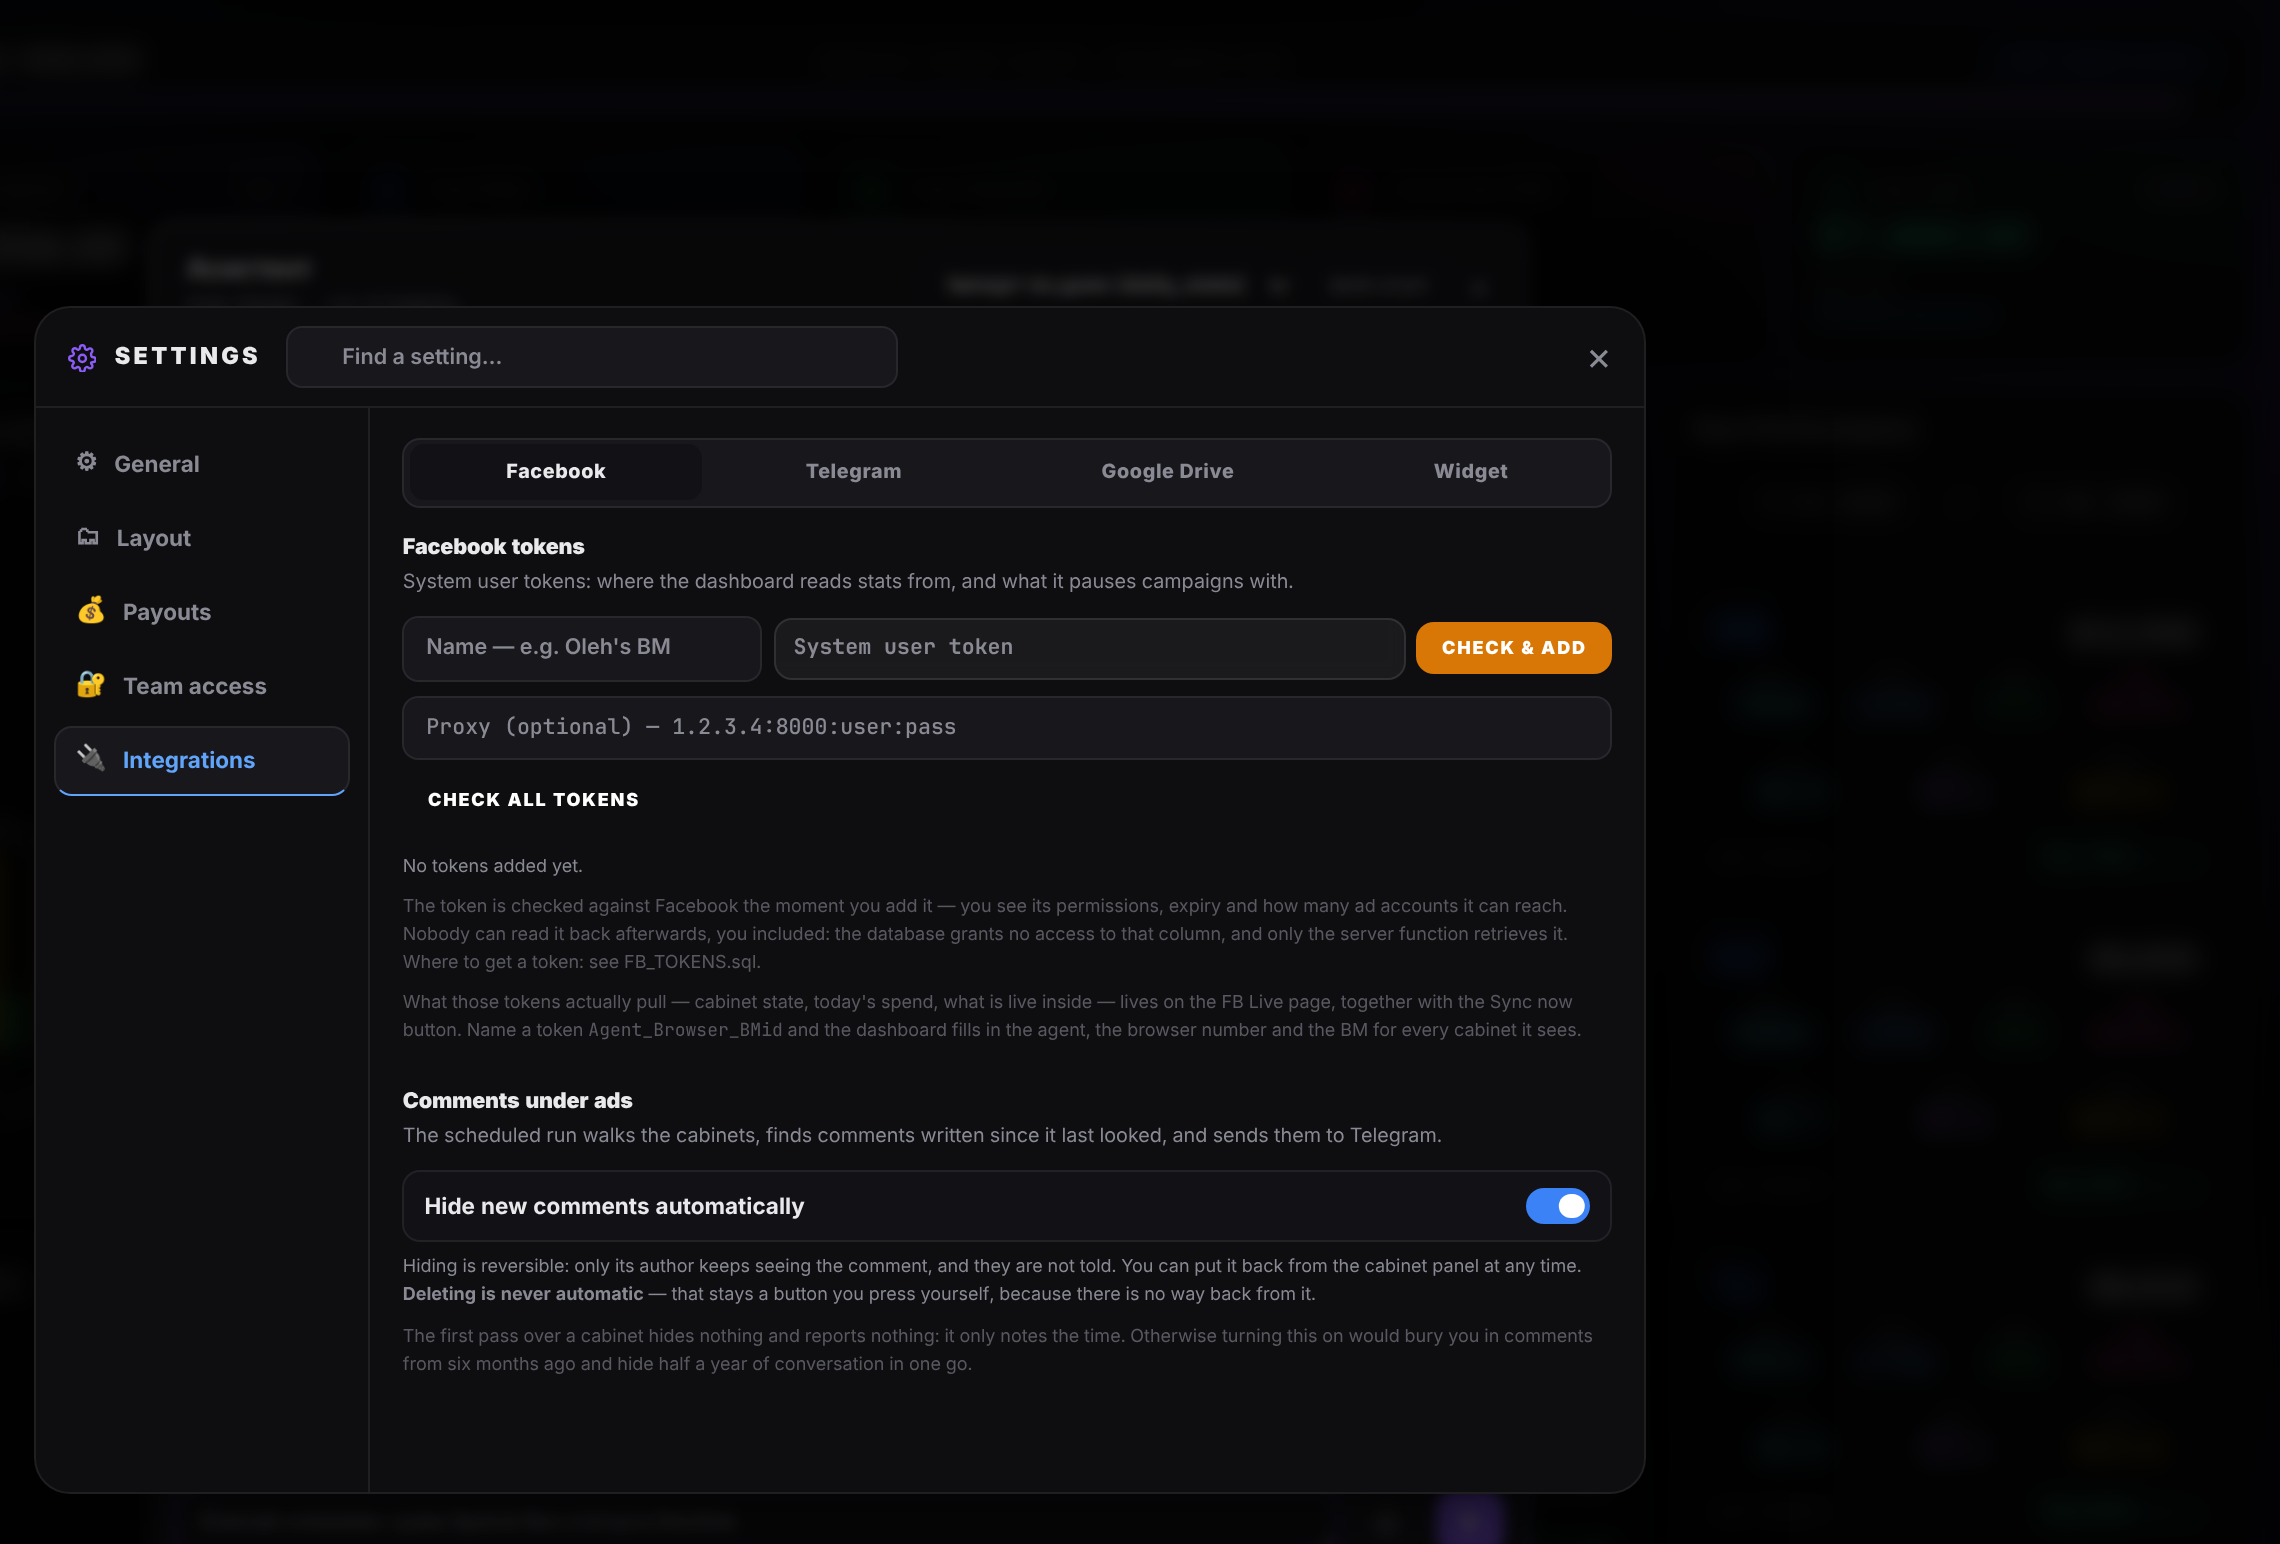 SETTINGS
Find a setting...
General
Layout
Payouts
Team access
Integrations
Facebook
Telegram
Google Drive
Widget
Facebook tokens
System user tokens: where the dashboard reads stats from, and what it pauses campaigns with.
Name — e.g. Oleh's BM
System user token
CHECK & ADD
Proxy (optional) — 1.2.3.4:8000:user:pass
CHECK ALL TOKENS
No tokens added yet.
The token is checked against Facebook the moment you add it — you see its permissions, expiry and how many ad accounts it can reach.
Nobody can read it back afterwards, you included: the database grants no access to that column, and only the server function retrieves it.
Where to get a token: see FB_TOKENS.sql.
What those tokens actually pull — cabinet state, today's spend, what is live inside — lives on the FB Live page, together with the Sync now
button. Name a token Agent_Browser_BMid and the dashboard fills in the agent, the browser number and the BM for every cabinet it sees.
Comments under ads
The scheduled run walks the cabinets, finds comments written since it last looked, and sends them to Telegram.
Hide new comments automatically
Hiding is reversible: only its author keeps seeing the comment, and they are not told. You can put it back from the cabinet panel at any time.
Deleting is never automatic — that stays a button you press yourself, because there is no way back from it.
The first pass over a cabinet hides nothing and reports nothing: it only notes the time. Otherwise turning this on would bury you in comments
from six months ago and hide half a year of conversation in one go.